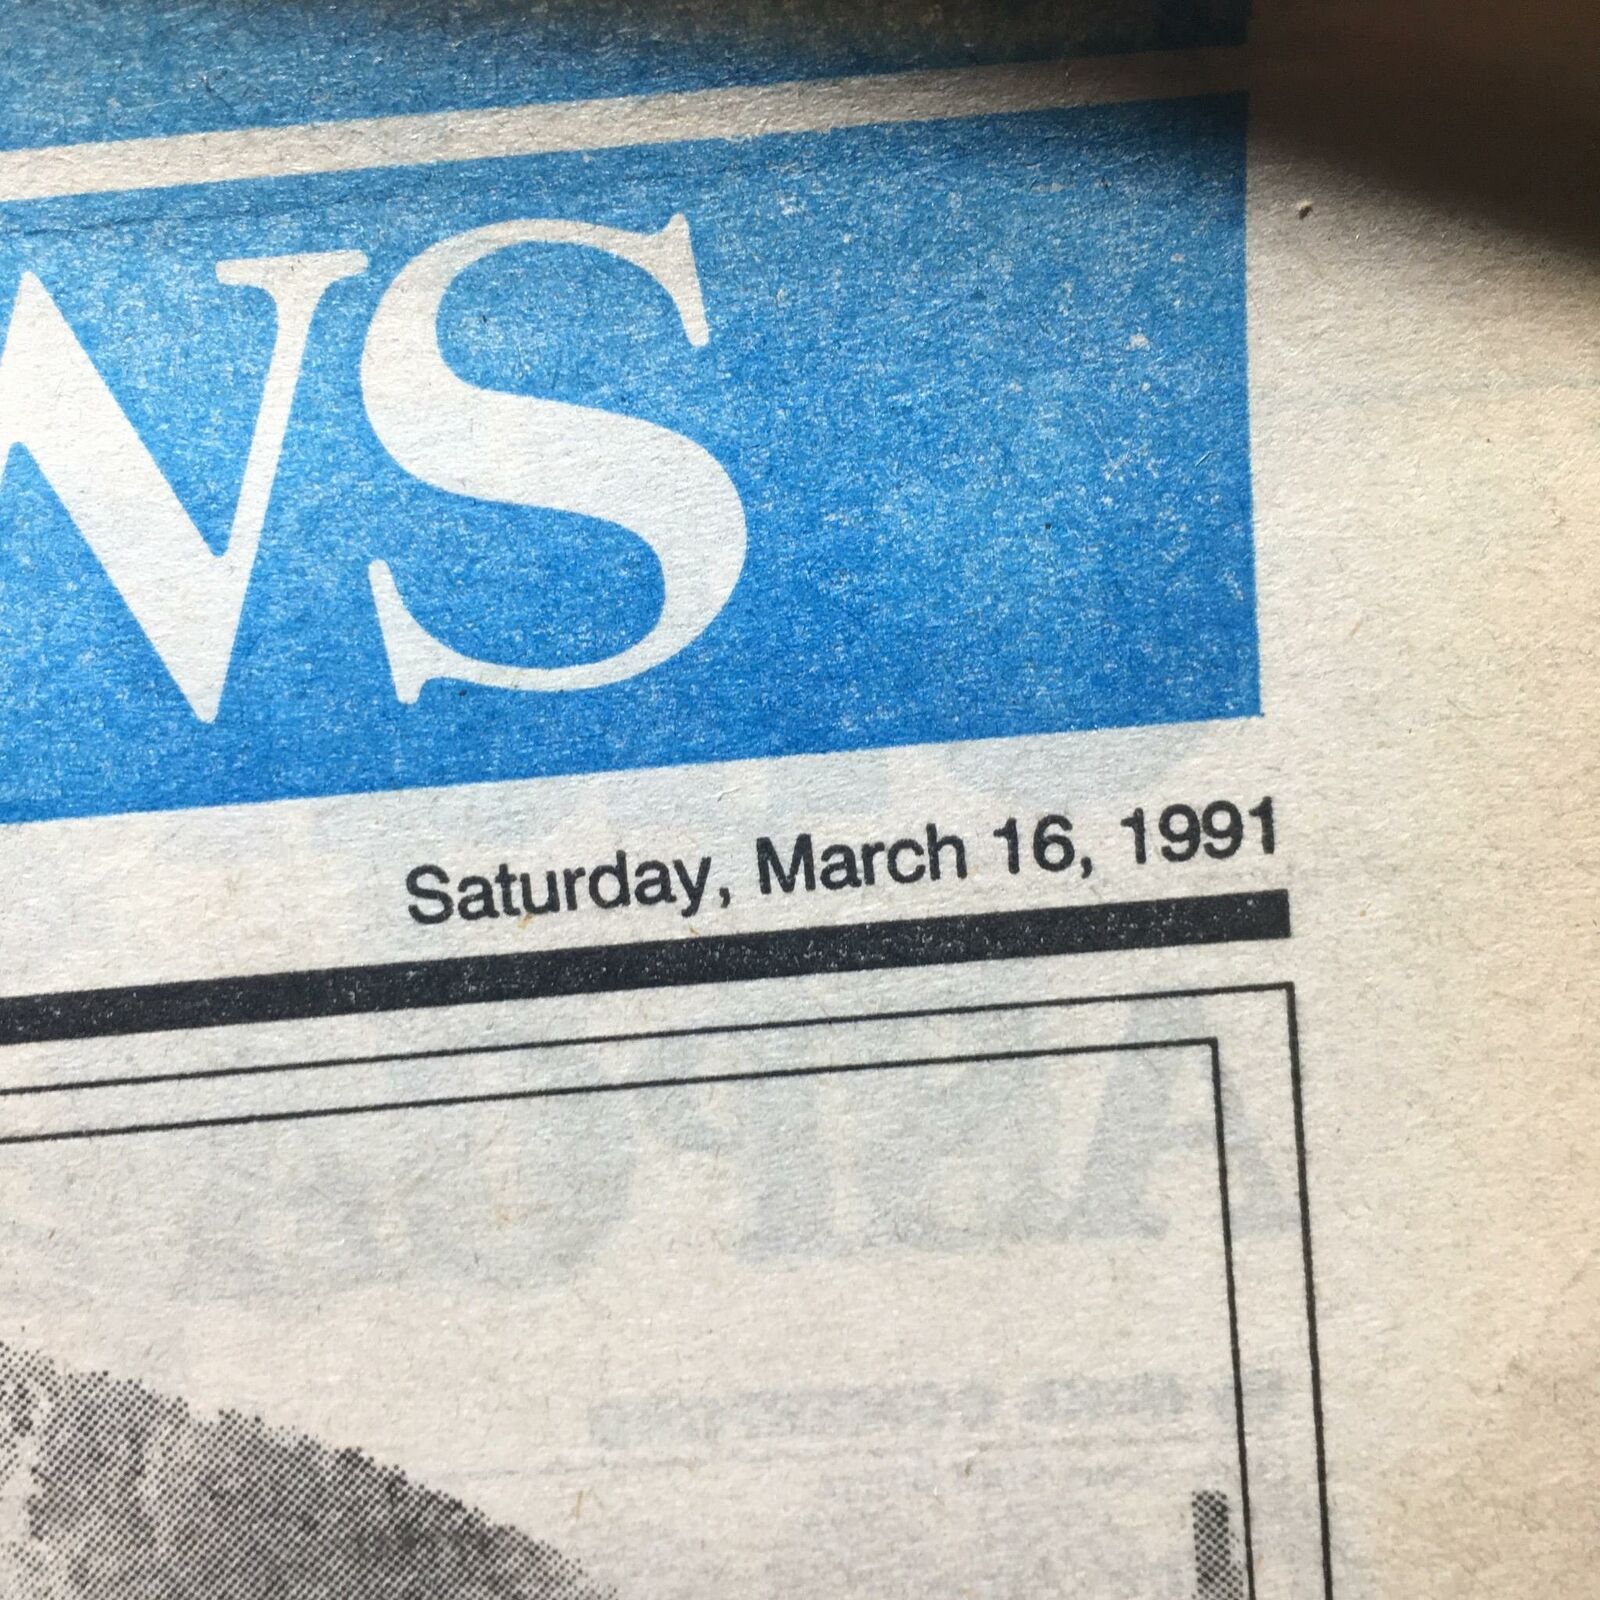 WS
Saturday, March 16, 1991